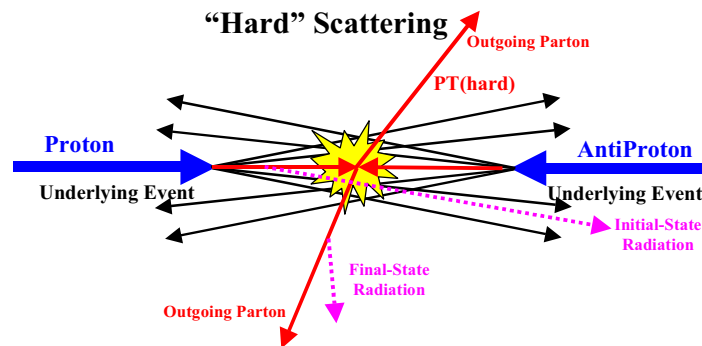 “Hard” Scattering
Outgoing Parton
PT(hard)
Proton
AntiProton
Underlying Event
Underlying Event
Initial-State
Radiation
Final-State
Radiation
Outgoing Parton